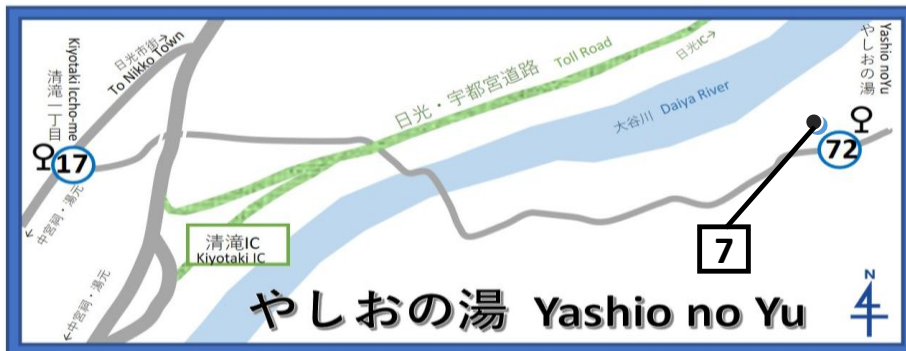 Kiyotaki Iccho-me
清滝一丁目
17
日光市街→
To Nikko Town
←中宮祠・湯元
←中宮祠・湯元
清滝IC
Kiyotaki IC
日光・宇都宮道路 Toll Road
日光IC→
大谷川 Daiya River
Yashio noYu
やしおの湯
72
7
やしおの湯 Yashio no Yu
N